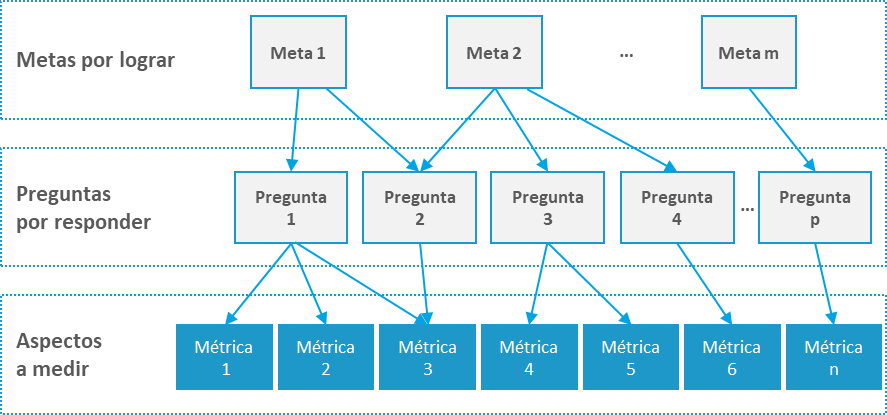 Metas por lograr
Meta 1
Meta 2
...
Meta m
Preguntas
por responder
Pregunta
1
Pregunta
2
Pregunta
3
Pregunta
4
...
Pregunta
p
Aspectos
a medir
Métrica
1
Métrica
2
Métrica
3
Métrica
4
Métrica
5
Métrica
6
Métrica
n